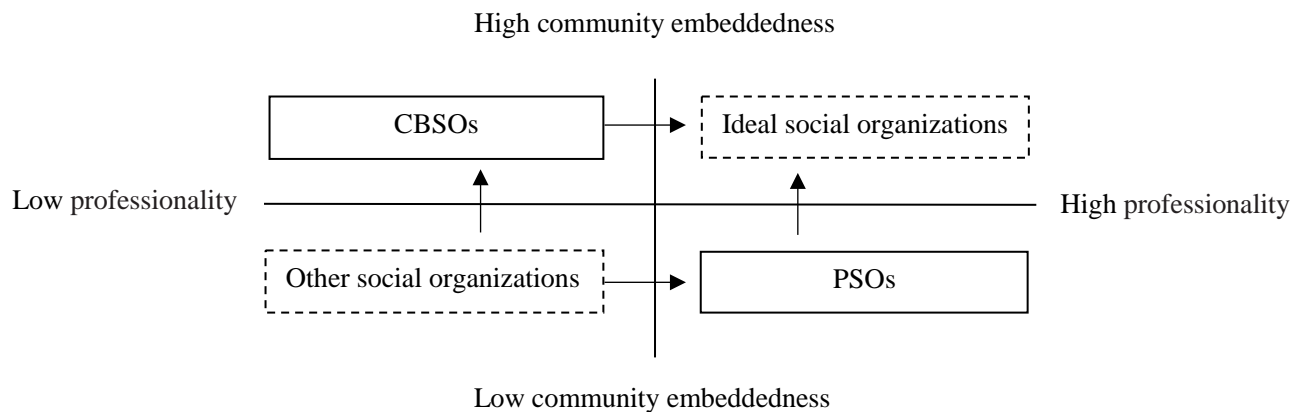 High community embeddedness
CBSOs
Ideal social organizations
Low professionality
High professionality
Other social organizations
PSOs
Low community embeddedness